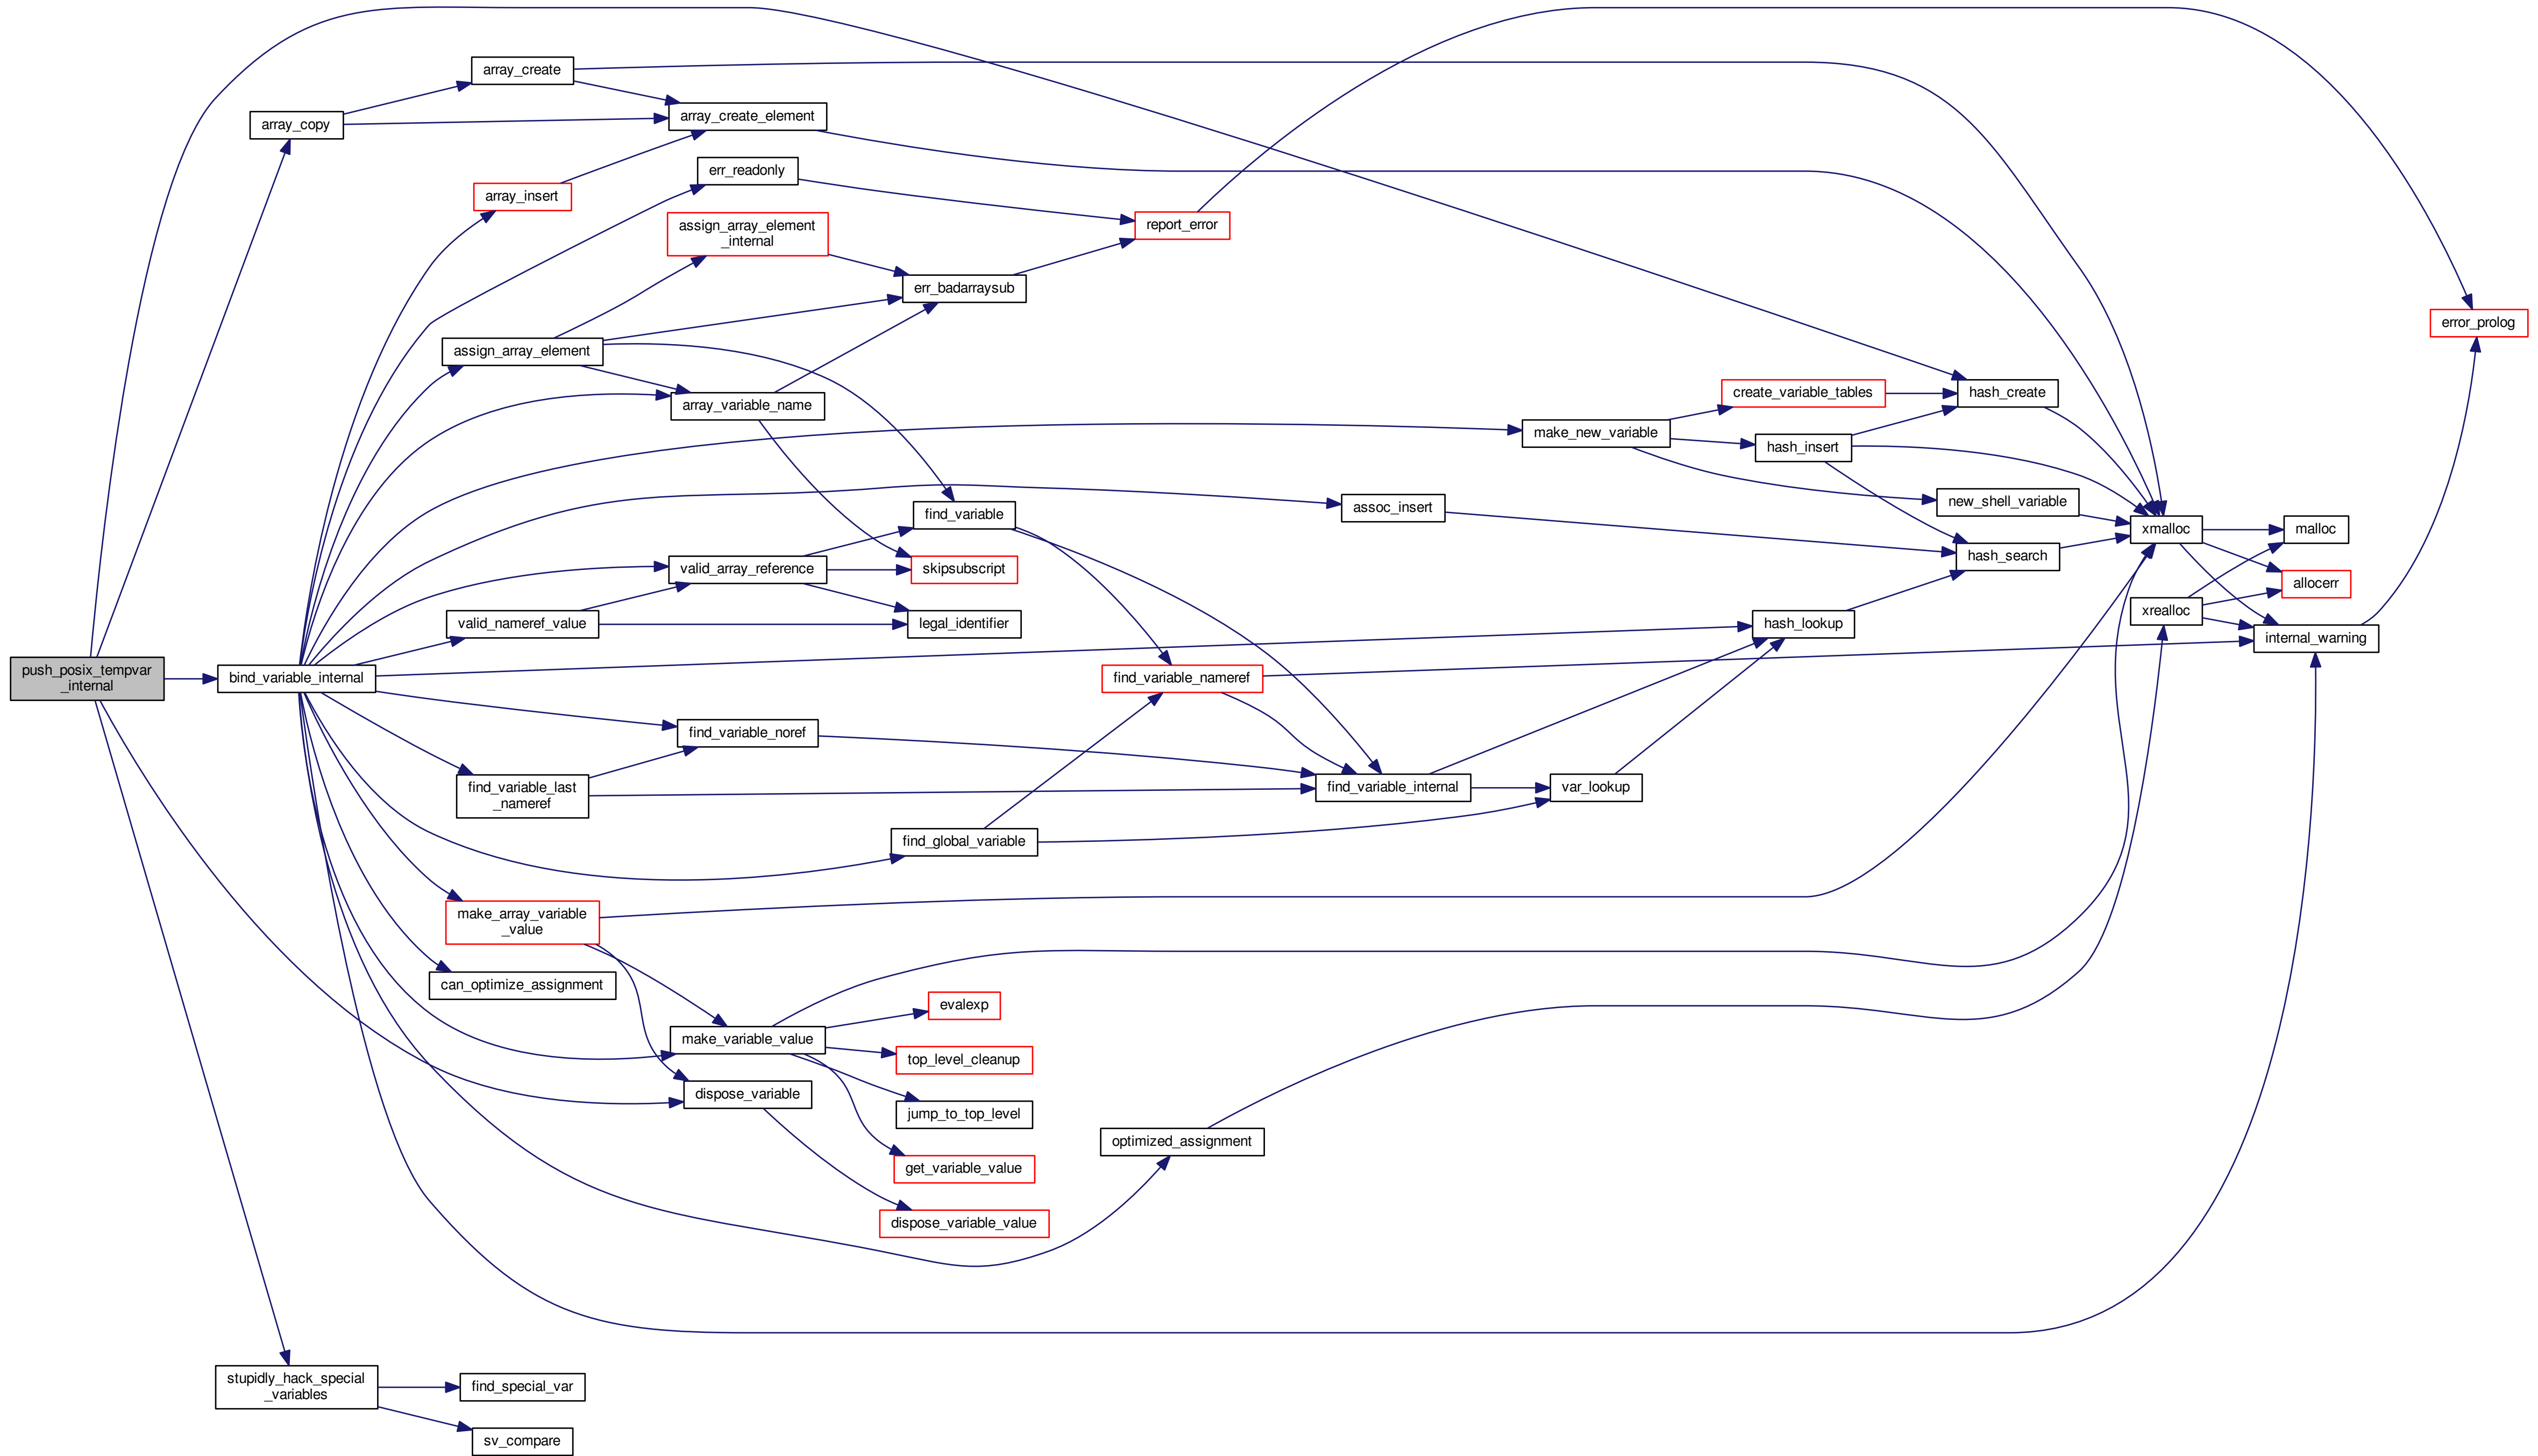 push_posix_tempvar
_internal
array_copy
bind_variable_internal
stupidly_hack_special
_variables
array_create
array_insert
assign_array_element
valid_nameref_value
find_variable_last
_nameref
make_array_variable
_value
can_optimize_assignment
find_special_var
sv_compare
array_create_element
err_readonly
assign_array_element
_internal
array_variable_name
valid_array_reference
find_variable_noref
make_variable_value
dispose_variable
err_badarraysub
find_variable
skipsubscript
legal_identifier
find_global_variable
evalexp
top_level_cleanup
jump_to_top_level
get_variable_value
dispose_variable_value
report_error
find_variable_nameref
optimized_assignment
assoc_insert
find_variable_internal
make_new_variable
var_lookup
create_variable_tables
hash_insert
hash_lookup
hash_create
new_shell_variable
hash_search
xmalloc
xrealloc
malloc
allocerr
internal_warning
error_prolog